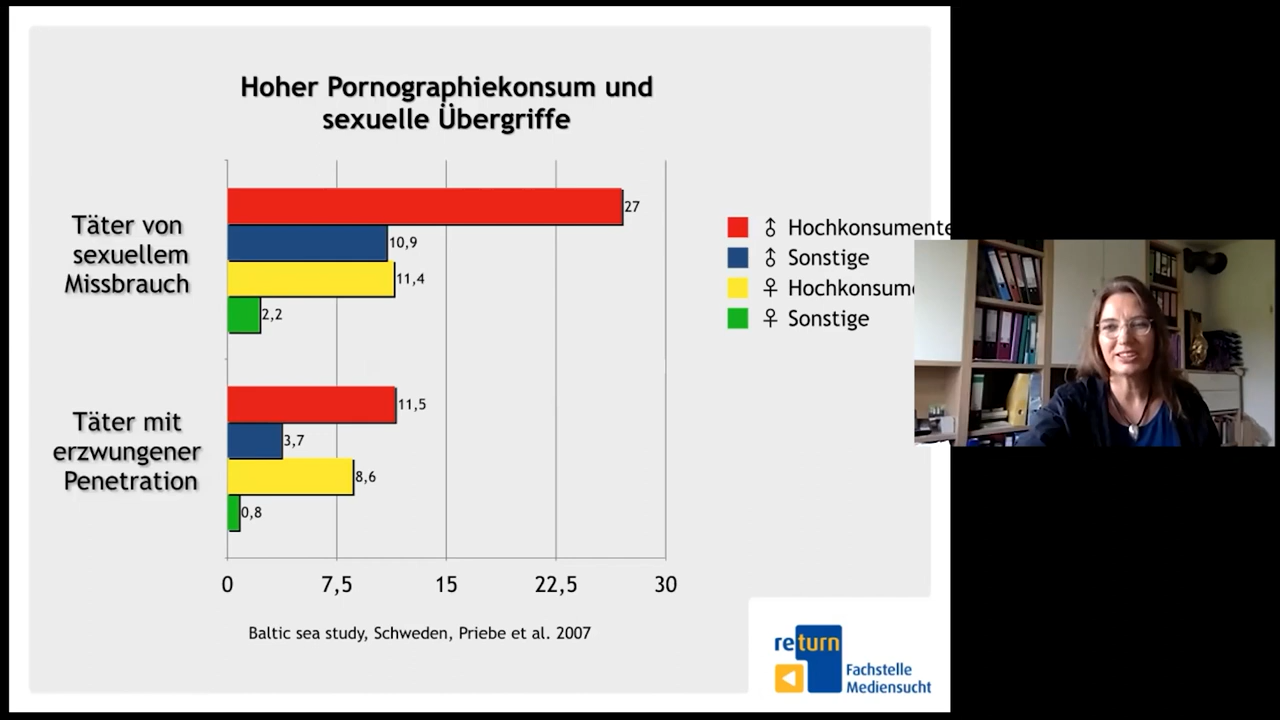 Hoher Pornographiekonsum und
sexuelle Übergriffe
Täter von
sexuellem
Missbrauch
27
10,9
11,4
2,2
Täter mit
erzwungener
Penetration
11,5
3,7
8,6
0,8
0 7,5 15 22,5 30
♂ Hochkonsumente
♂ Sonstige
♀ Hochkonsume
♀ Sonstige
Baltic sea study, Schweden, Priebe et al. 2007
return
Fachstelle
Mediensucht